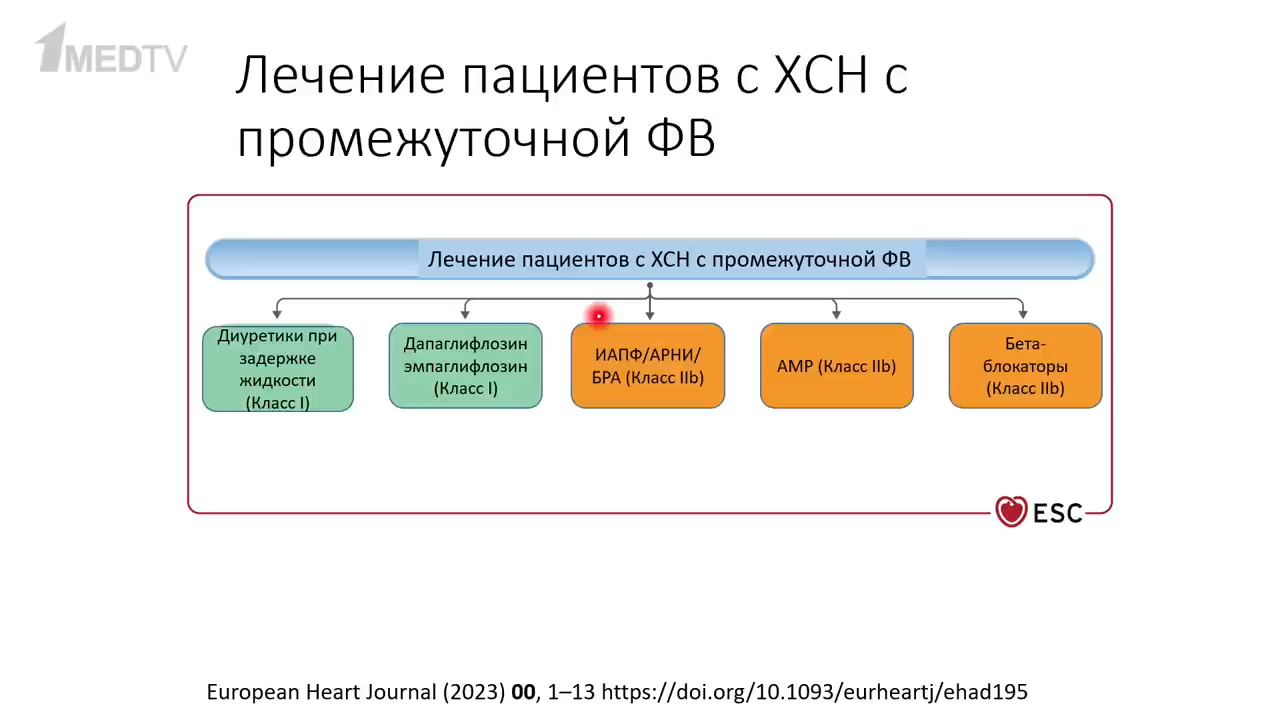 1MEDTV
Лечение пациентов с ХСН с
промежуточной ФВ
Лечение пациентов с ХСН с промежуточной ФВ
Диуретики при
задержке
жидкости
(Класс I)
Дапаглифлозин
эмпаглифлозин
(Класс I)
ИАПФ/АРНИ/
БРА (Класс IIb)
АМР (Класс IIb)
Бета-
блокаторы
(Класс IIb)
ESC
European Heart Journal (2023) 00, 1–13 https://doi.org/10.1093/eurheartj/ehad195